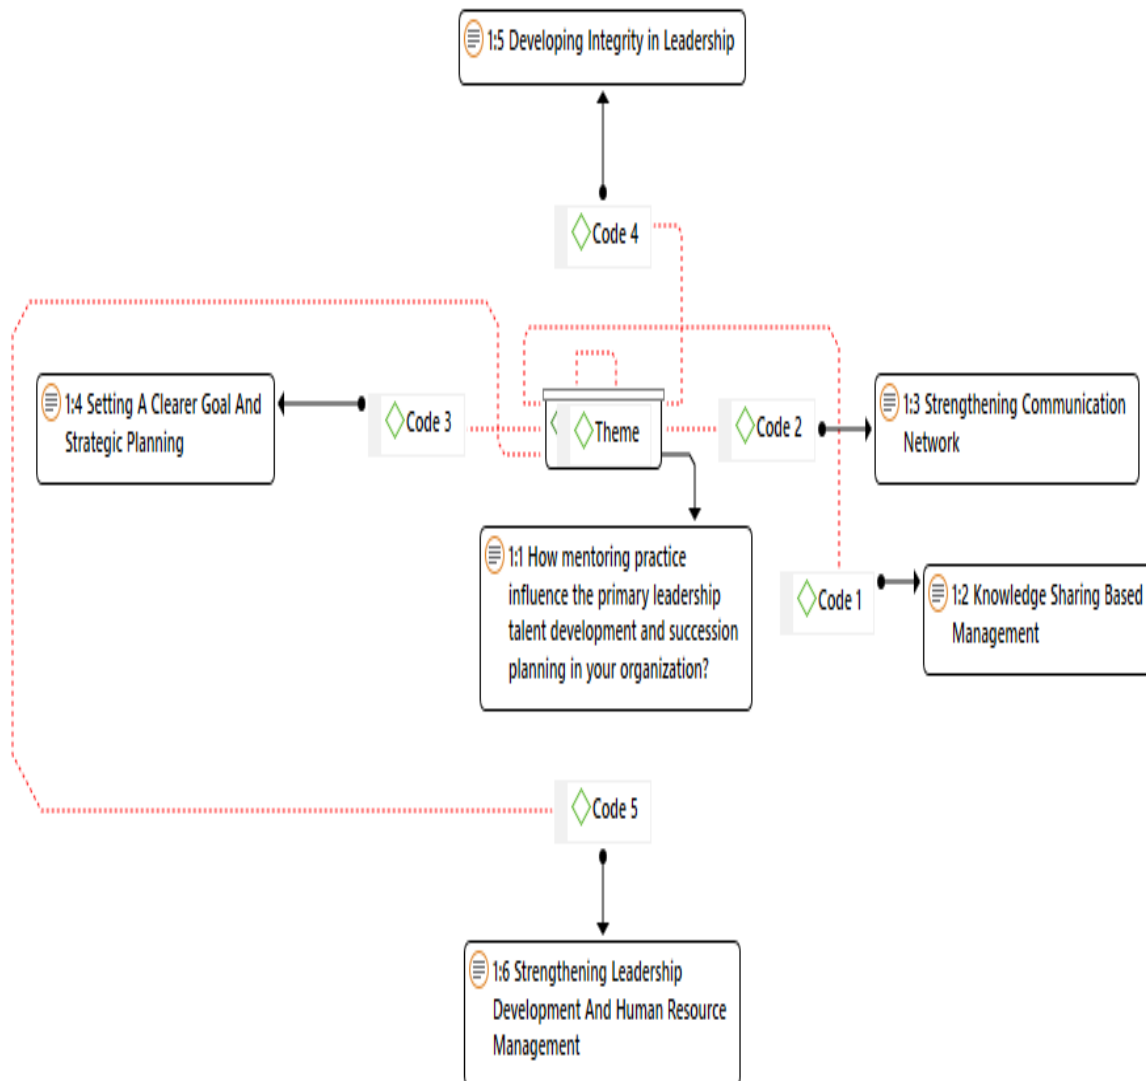 1:5 Developing Integrity in Leadership
Code 4
1:4 Setting A Clearer Goal And
Strategic Planning
Code 3
Theme
Code 2
1:3 Strengthening Communication
Network
1:1 How mentoring practice
influence the primary leadership
talent development and succession
planning in your organization?
Code 1
1:2 Knowledge Sharing Based
Management
Code 5
1:6 Strengthening Leadership
Development And Human Resource
Management